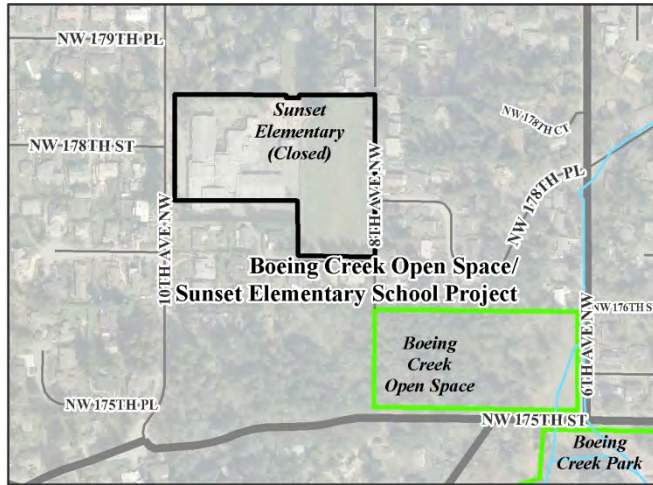 NW 179TH PL
Sunset
Elementary
(Closed)
NW 178TH CT
NW 178TH ST
NW 178TH PL
8TH AVE NW
10TH AVE NW
Boeing Creek Open Space/
Sunset Elementary School Project
6TH AVE NW
NW 176TH S
Boeing
Creek
Open Space
NW 175TH PL
NW 175TH ST
Boeing
Creek Park